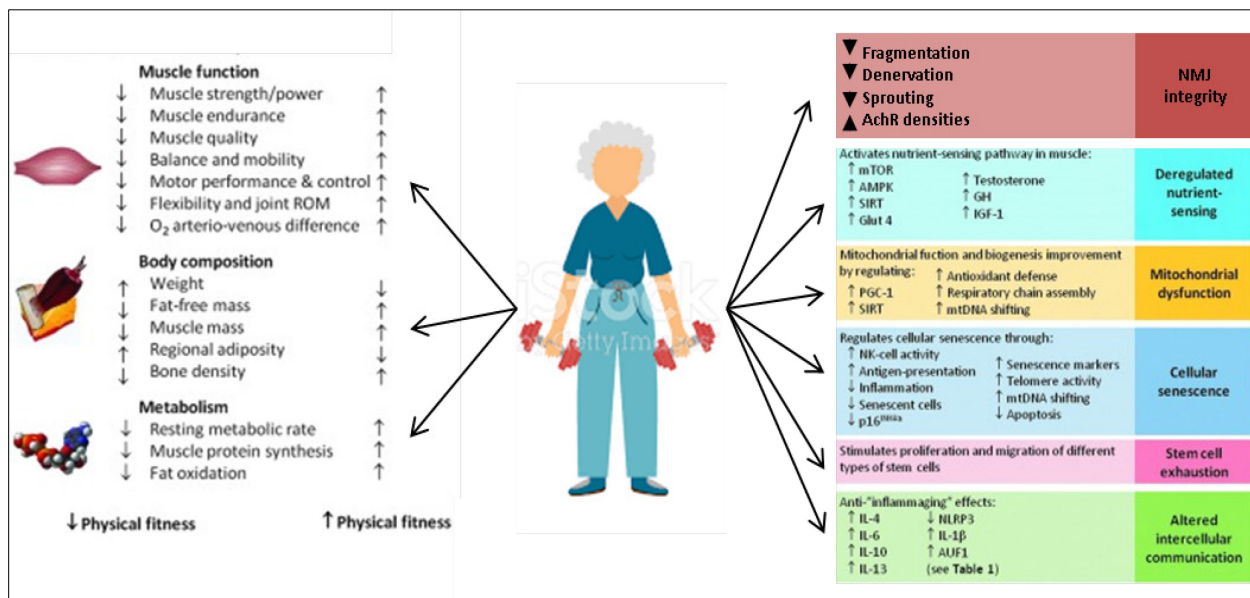 Muscle function
↓ Muscle strength/power ↑
↓ Muscle endurance ↑
↓ Muscle quality ↑
↓ Balance and mobility ↑
↓ Motor performance & control ↑
↓ Flexibility and joint ROM ↑
↓ O₂ arterio-venous difference ↑
Body composition
↑ Weight ↓
↓ Fat-free mass ↑
↓ Muscle mass ↑
↑ Regional adiposity ↓
↓ Bone density ↑
Metabolism
↓ Resting metabolic rate ↑
↓ Muscle protein synthesis ↑
↓ Fat oxidation ↑
↓ Physical fitness ↑ Physical fitness
iStock
Getty Images
▼ Fragmentation
▼ Denervation
▼ Sprouting
▲ AchR densities
NMJ
integrity
Activates nutrient-sensing pathway in muscle:
↑ mTOR
↑ AMPK
↑ SIRT
↑ Glut 4
↑ Testosterone
↑ GH
↑ IGF-1
Deregulated
nutrient-
sensing
Mitochondrial fuction and biogenesis improvement
by regulating:
↑ PGC-1
↑ SIRT
↑ Antioxidant defense
↑ Respiratory chain assembly
↑ mtDNA shifting
Mitochondrial
dysfunction
Regulates cellular senescence through:
↑ NK-cell activity
↑ Antigen-presentation
↓ Inflammation
↓ Senescent cells
↓ p16
↑ Senescence markers
↑ Telomere activity
↑ mtDNA shifting
↓ Apoptosis
Cellular
senescence
Stimulates proliferation and migration of different
types of stem cells
Stem cell
exhaustion
Anti-"inflammaging" effects:
↑ IL-4
↑ IL-6
↑ IL-10
↑ IL-13
↓ NLRP3
↑ IL-1β
↑ AUF1
(see Table 1)
Altered
intercellular
communication